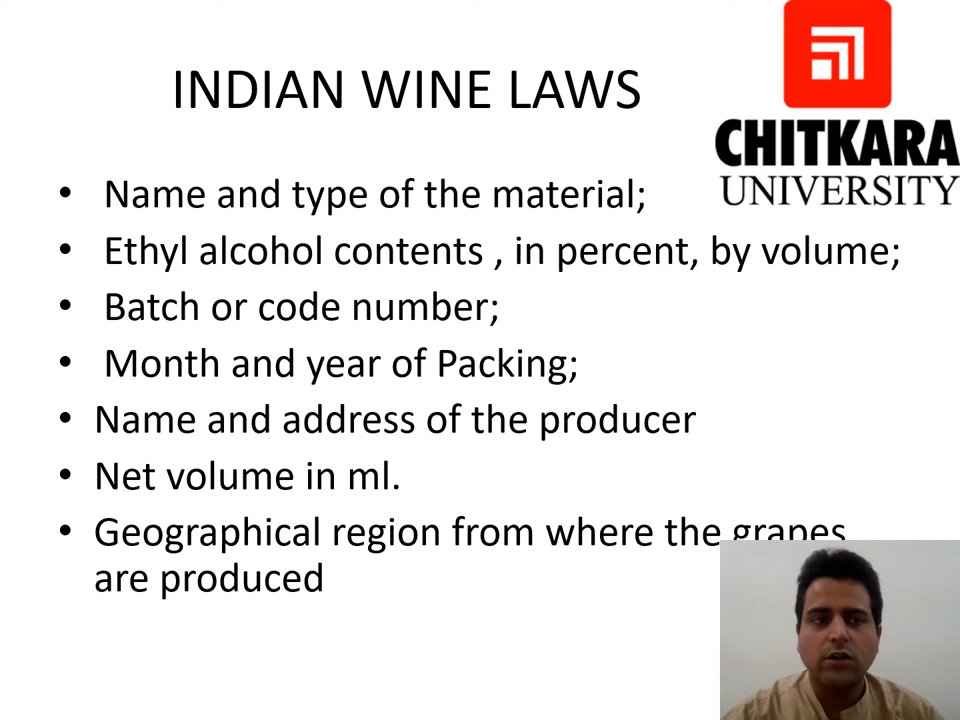 INDIAN WINE LAWS
CHITKARA
UNIVERSITY
• Name and type of the material;
• Ethyl alcohol contents , in percent, by volume;
• Batch or code number;
• Month and year of Packing;
• Name and address of the producer
• Net volume in ml.
• Geographical region from where the grapes
are produced